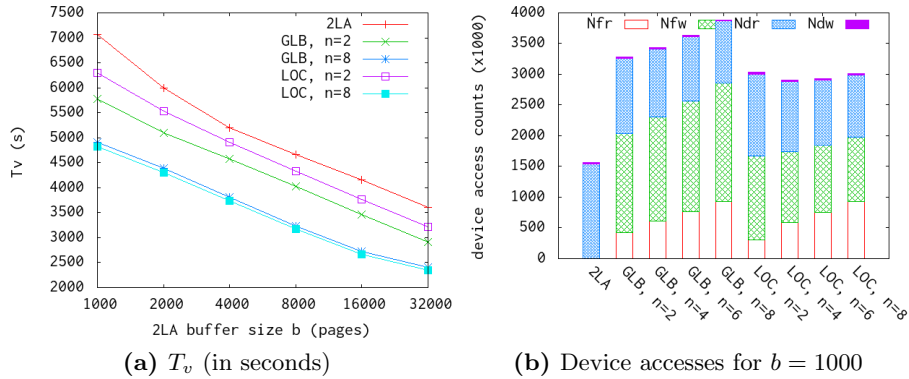 7500
7000
6500
6000
5500
5000
4500
4000
3500
3000
2500
2000
Tv (s)
2LA
GLB, n=2
GLB, n=8
LOC, n=2
LOC, n=8
1000
2000
4000
8000
16000
32000
2LA buffer size b (pages)
(a) Tv (in seconds)
4000
3500
3000
2500
2000
1500
1000
500
0
device access counts (x1000)
Nfr
Nfw
Ndr
Ndw
2LA
GLB, n=2
GLB, n=4
GLB, n=6
GLB, n=8
LOC, n=2
LOC, n=4
LOC, n=6
LOC, n=8
(b) Device accesses for b = 1000